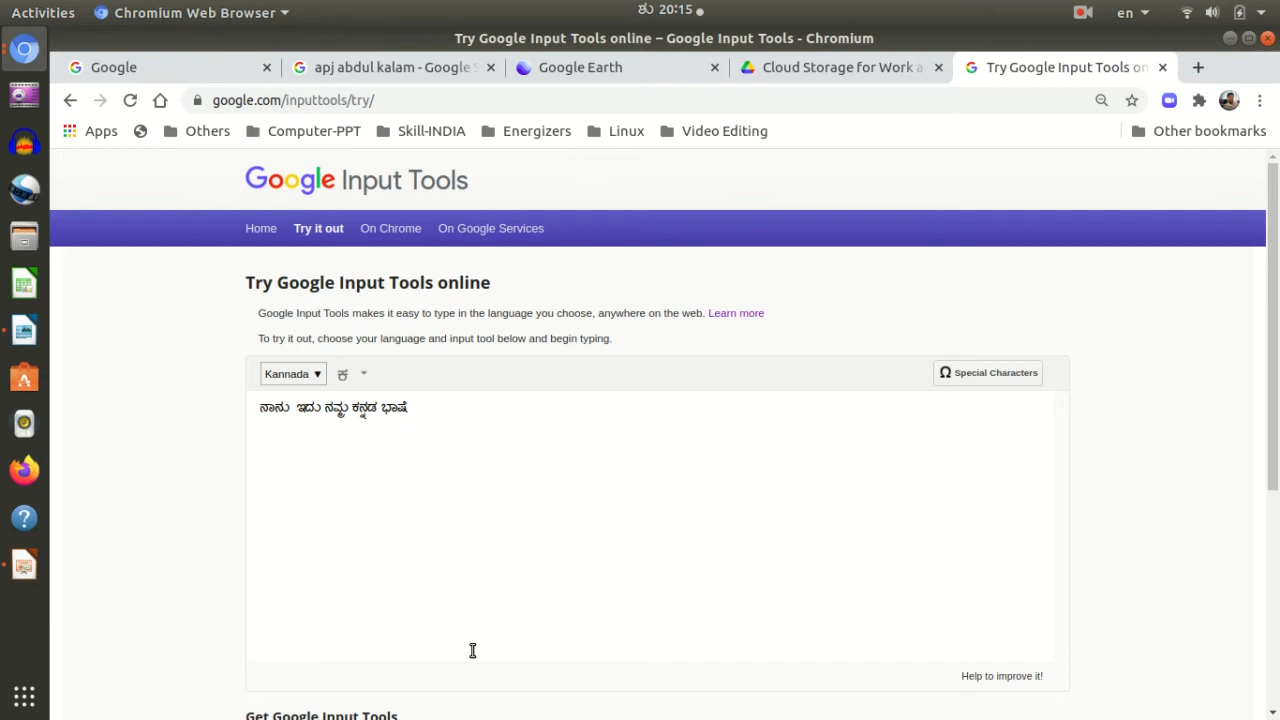 Activities Chromium Web Browser ಶು 20:15 en
Try Google Input Tools online – Google Input Tools - Chromium
Google apj abdul kalam - Google S Google Earth Cloud Storage for Work a Try Google Input Tools on
google.com/inputtools/try/
Apps Others Computer-PPT Skill-INDIA Energizers Linux Video Editing Other bookmarks
Google Input Tools
Home Try it out On Chrome On Google Services
Try Google Input Tools online
Google Input Tools makes it easy to type in the language you choose, anywhere on the web. Learn more
To try it out, choose your language and input tool below and begin typing.
Kannada ▼ ಕ Ω Special Characters
ನಾನು ಇದು ನಮ್ಮ ಕನ್ನಡ ಭಾಷೆ
Help to improve it!
Get Google Input Tools